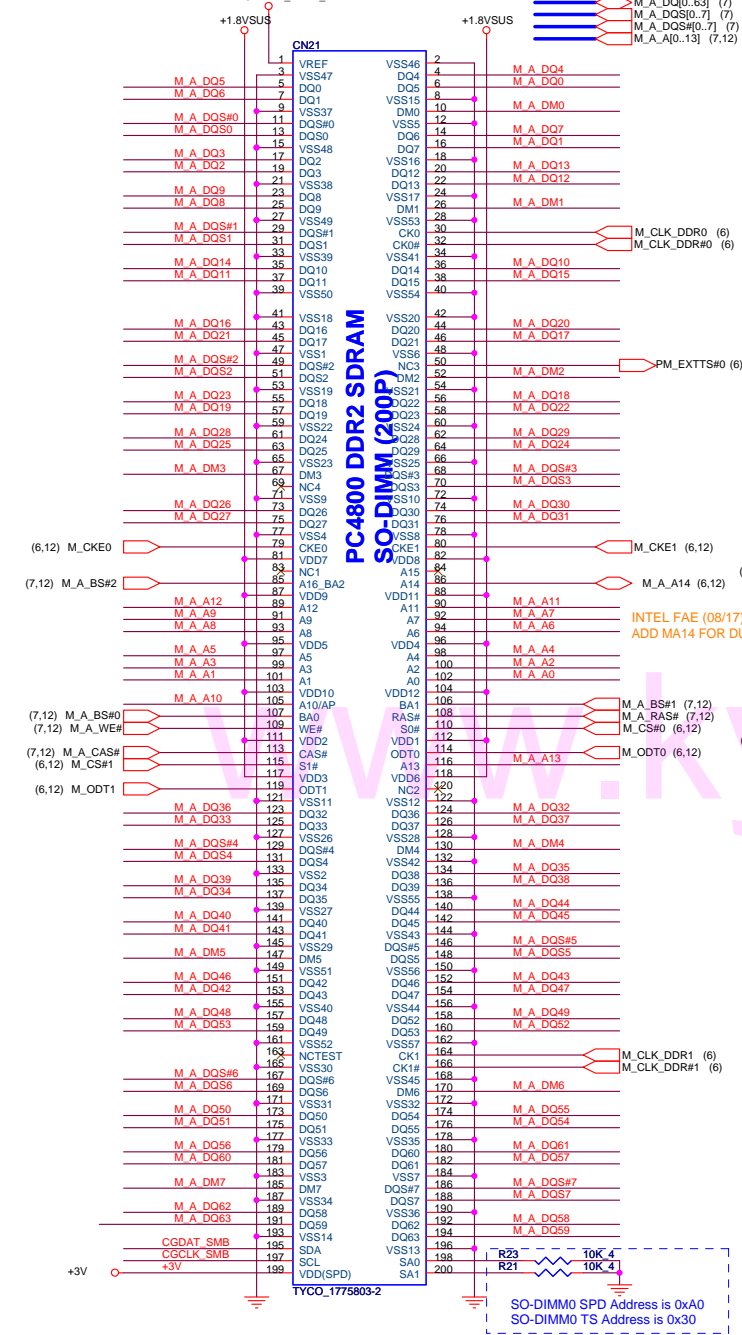 M_A_DQ[0..63] (7)
M_A_DQS[0..7] (7)
M_A_DQS#[0..7] (7)
M_A_A[0..13] (7,12)
+1.8VSUS +1.8VSUS
CN21
1 VREF VSS46 2
3 VSS47 DQ4 4 M_A_DQ4
M_A_DQ5 5 DQ0 DQ5 6 M_A_DQ0
M_A_DQ6 7 DQ1 VSS15 8
9 VSS37 DM0 10 M_A_DM0
M_A_DQS#0 11 DQS#0 VSS5 12
M_A_DQS0 13 DQS0 DQ6 14 M_A_DQ7
15 VSS48 DQ7 16 M_A_DQ1
M_A_DQ3 17 DQ2 VSS16 18
M_A_DQ2 19 DQ3 DQ12 20 M_A_DQ13
21 VSS38 DQ13 22 M_A_DQ12
M_A_DQ9 23 DQ8 VSS17 24
M_A_DQ8 25 DQ9 DM1 26 M_A_DM1
27 VSS49 VSS53 28
M_A_DQS#1 29 DQS#1 CK0 30 M_CLK_DDR0 (6)
M_A_DQS1 31 DQS1 CK0# 32 M_CLK_DDR#0 (6)
33 VSS39 VSS41 34
M_A_DQ14 35 DQ10 DQ14 36 M_A_DQ10
M_A_DQ11 37 DQ11 DQ15 38 M_A_DQ15
39 VSS50 VSS54 40
41 VSS18 VSS20 42
M_A_DQ16 43 DQ16 DQ20 44 M_A_DQ20
M_A_DQ21 45 DQ17 DQ21 46 M_A_DQ17
47 VSS1 VSS6 48
M_A_DQS#2 49 DQS#2 NC3 50 PM_EXTTS#0 (6)
M_A_DQS2 51 DQS2 DM2 52 M_A_DM2
53 VSS19 VSS21 54
M_A_DQ23 55 DQ18 DQ22 56 M_A_DQ18
M_A_DQ19 57 DQ19 DQ23 58 M_A_DQ22
59 VSS22 VSS24 60
M_A_DQ28 61 DQ24 DQ28 62 M_A_DQ29
M_A_DQ25 63 DQ25 DQ29 64 M_A_DQ24
65 VSS23 VSS25 66
M_A_DM3 67 DM3 DQS#3 68 M_A_DQS#3
69 NC4 DQS3 70 M_A_DQS3
71 VSS9 VSS10 72
M_A_DQ26 73 DQ26 DQ30 74 M_A_DQ30
M_A_DQ27 75 DQ27 DQ31 76 M_A_DQ31
77 VSS4 VSS8 78
(6,12) M_CKE0 79 CKE0 CKE1 80 M_CKE1 (6,12)
81 VDD7 VDD8 82
83 NC1 A15 84
(7,12) M_A_BS#2 85 A16_BA2 A14 86 M_A_A14 (6,12)
87 VDD9 VDD11 88
M_A_A12 89 A12 A11 90 M_A_A11
M_A_A9 91 A9 A7 92 M_A_A7
M_A_A8 93 A8 A6 94 M_A_A6
INTEL FAE (08/17)
ADD MA14 FOR DU
95 VDD5 VDD4 96
M_A_A5 97 A5 A4 98 M_A_A4
M_A_A3 99 A3 A2 100 M_A_A2
M_A_A1 101 A1 A0 102 M_A_A0
103 VDD10 VDD12 104
M_A_A10 105 A10/AP BA1 106 M_A_BS#1 (7,12)
(7,12) M_A_BS#0 107 BA0 RAS# 108 M_A_RAS# (7,12)
(7,12) M_A_WE# 109 WE# S0# 110 M_CS#0 (6,12)
111 VDD2 VDD1 112
(7,12) M_A_CAS# 113 CAS# ODT0 114 M_ODT0 (6,12)
(6,12) M_CS#1 115 S1# A13 116 M_A_A13
117 VDD3 VDD6 118
(6,12) M_ODT1 119 ODT1 NC2 120
121 VSS11 VSS12 122
M_A_DQ36 123 DQ32 DQ36 124 M_A_DQ32
M_A_DQ33 125 DQ33 DQ37 126 M_A_DQ37
127 VSS26 VSS28 128
M_A_DQS#4 129 DQS#4 DM4 130 M_A_DM4
M_A_DQS4 131 DQS4 VSS42 132
133 VSS2 DQ38 134 M_A_DQ35
M_A_DQ39 135 DQ34 DQ39 136 M_A_DQ38
M_A_DQ34 137 DQ35 VSS55 138
139 VSS27 DQ44 140 M_A_DQ44
M_A_DQ40 141 DQ40 DQ45 142 M_A_DQ45
M_A_DQ41 143 DQ41 VSS43 144
145 VSS29 DQS#5 146 M_A_DQS#5
M_A_DM5 147 DM5 DQS5 148 M_A_DQS5
149 VSS51 VSS56 150
M_A_DQ46 151 DQ42 DQ46 152 M_A_DQ43
M_A_DQ42 153 DQ43 DQ47 154 M_A_DQ47
155 VSS40 VSS44 156
M_A_DQ48 157 DQ48 DQ52 158 M_A_DQ49
M_A_DQ53 159 DQ49 DQ53 160 M_A_DQ52
161 VSS52 VSS57 162
163 NCTEST CK1 164 M_CLK_DDR1 (6)
165 VSS30 CK1# 166 M_CLK_DDR#1 (6)
M_A_DQS#6 167 DQS#6 VSS45 168
M_A_DQS6 169 DQS6 DM6 170 M_A_DM6
171 VSS31 VSS32 172
M_A_DQ50 173 DQ50 DQ54 174 M_A_DQ55
M_A_DQ51 175 DQ51 DQ55 176 M_A_DQ54
177 VSS33 VSS35 178
M_A_DQ56 179 DQ56 DQ60 180 M_A_DQ61
M_A_DQ60 181 DQ57 DQ61 182 M_A_DQ57
183 VSS3 VSS7 184
M_A_DM7 185 DM7 DQS#7 186 M_A_DQS#7
187 VSS34 DQS7 188 M_A_DQS7
M_A_DQ62 189 DQ58 VSS36 190
M_A_DQ63 191 DQ59 DQ62 192 M_A_DQ58
193 VSS14 DQ63 194 M_A_DQ59
CGDAT_SMB 195 SDA VSS13 196
CGCLK_SMB 197 SCL SA0 198 R23 10K_4
+3V +3V 199 VDD(SPD) SA1 200 R21 10K_4
TYCO_1775803-2
PC4800 DDR2 SDRAM
SO-DIMM (200P)
SO-DIMM0 SPD Address is 0xA0
SO-DIMM0 TS Address is 0x30
www.ky